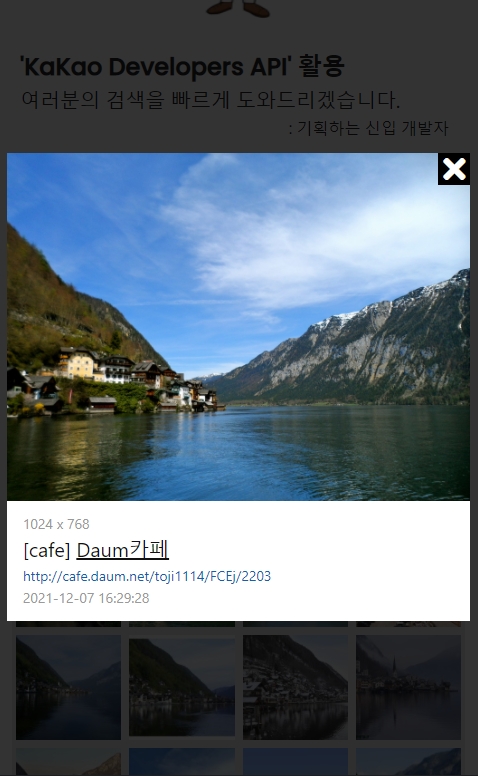 'KaKao Developers API' 활용
여러분의 검색을 빠르게 도와드리겠습니다.
: 기획하는 신입 개발자
1024 x 768
[cafe] Daum카페
http://cafe.daum.net/toji1114/FCEj/2203
2021-12-07 16:29:28